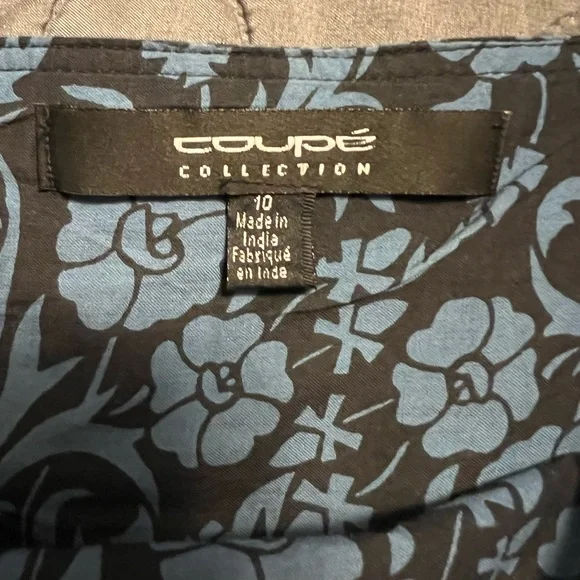 coupé
COLLECTION
10
Made in
India
Fabriqué
en Inde